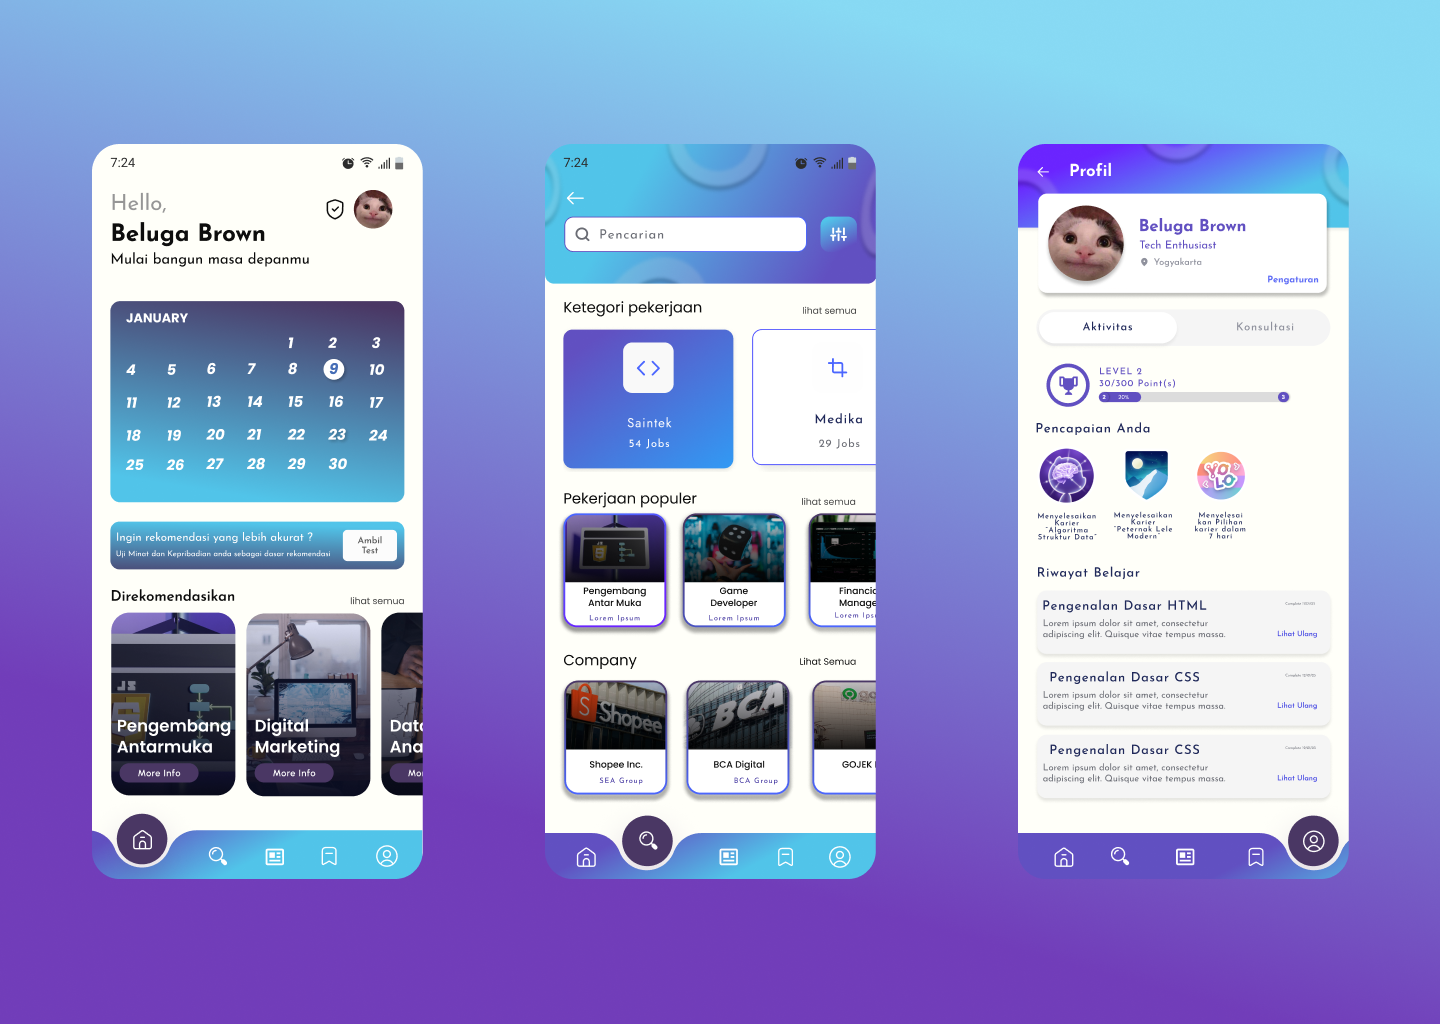 7:24
Hello,
Beluga Brown
Mulai bangun masa depanmu
JANUARY
1 2 3
4 5 6 7 8 9 10
11 12 13 14 15 16 17
18 19 20 21 22 23 24
25 26 27 28 29 30
Ingin rekomendasi yang lebih akurat ?
Uji Minat dan Kepribadian anda sebagai dasar rekomendasi
Ambil
Test
Direkomendasikan
lihat semua
Pengembang
Antarmuka
More Info
Digital
Marketing
More Info
Data
Ana
Mo
7:24
Pencarian
Ketegori pekerjaan
lihat semua
Saintek
54 Jobs
Medika
29 Jobs
Pekerjaan populer
lihat semua
Pengembang
Antar Muka
Lorem Ipsum
Game
Developer
Lorem Ipsum
Financia
Manage
Lorem Ipsu
Company
Lihat Semua
Shopee
Shopee Inc.
SEA Group
BCA
BCA Digital
BCA Group
go
GOJEK
Profil
Beluga Brown
Tech Enthusiast
Yogyakarta
Pengaturan
Aktivitas
Konsultasi
LEVEL 2
30/300 Point(s)
2 20% 3
Pencapaian Anda
YOLO
Menyelesaikan
Karier
"Algoritma
Struktur Data"
Menyelesaikan
Karier
"Peternak Lele
Modern"
Menyelesai
kan Pilihan
karier dalam
7 hari
Riwayat Belajar
Pengenalan Dasar HTML
Lorem ipsum dolor sit amet, consectetur
adipiscing elit. Quisque vitae tempus massa.
Lihat Ulang
Pengenalan Dasar CSS
Lorem ipsum dolor sit amet, consectetur
adipiscing elit. Quisque vitae tempus massa.
Lihat Ulang
Pengenalan Dasar CSS
Lorem ipsum dolor sit amet, consectetur
adipiscing elit. Quisque vitae tempus massa.
Lihat Ulang